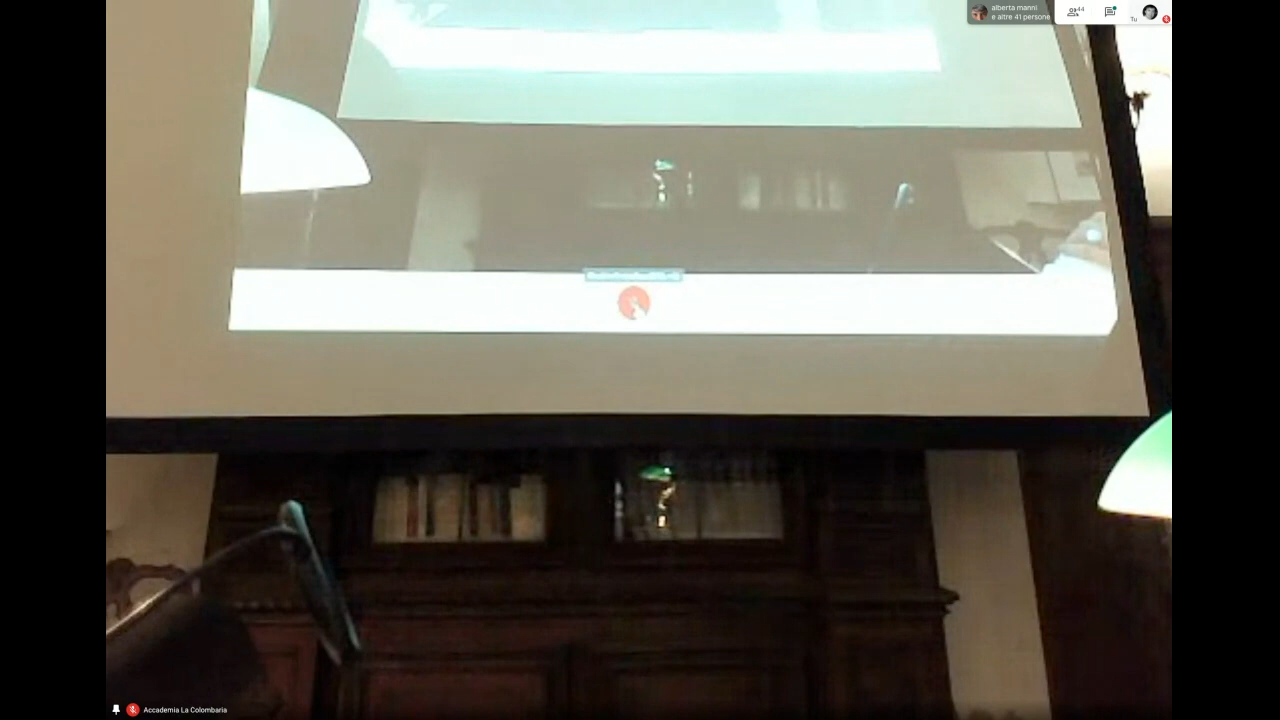 alberta manni
e altre 41 persone
44
Tu
Accademia La Colombaria